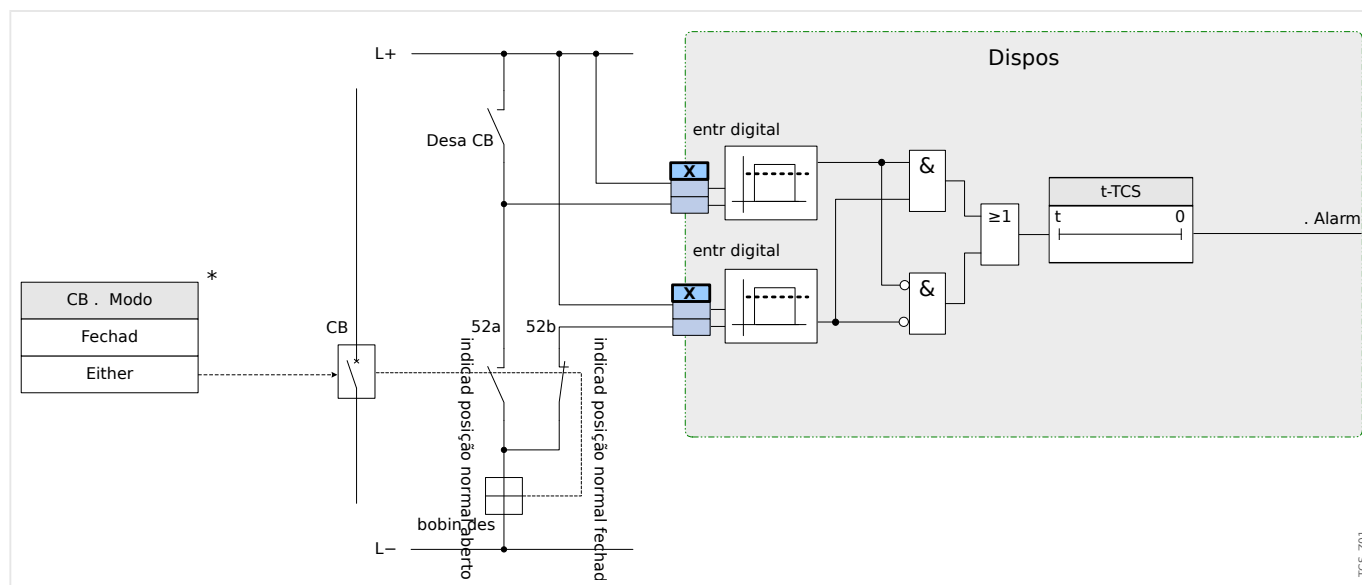 L+
Dispos
entr digital
Desa CB
X
&
t-TCS
≥1
t
0
. Alarm
entr digital
*
X
&
CB . Modo
Fechad
Either
CB
52a
52b
indicad posição normal aberto
indicad posição normal fechad
bobin des
L−